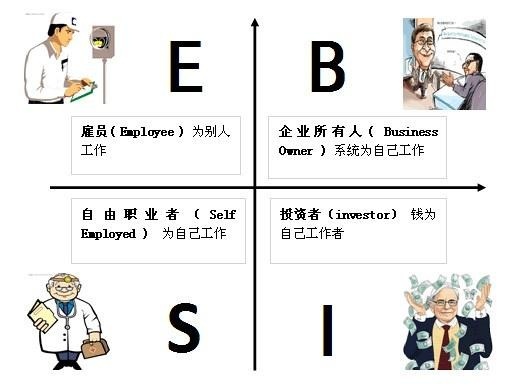 E
B
雇员( Employee ) 为别人
工作
企业所有人( Business
Owner ) 系统为自己工作
自由职业者 ( Self
Employed ) 为自己工作
投资者 (investor) 钱为
自己工作者
S
I